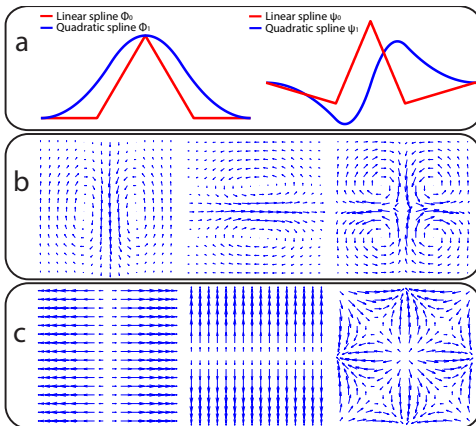 a
Linear spline Φ₀
Quadratic spline Φ₁
Linear spline ψ₀
Quadratic spline ψ₁
b
c